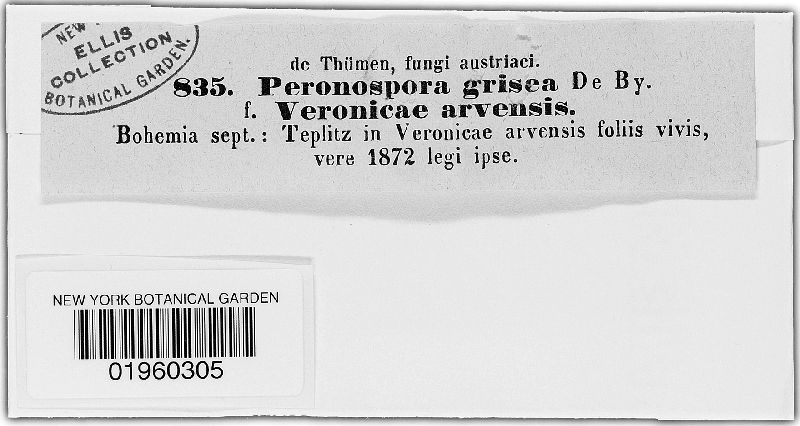 NEW
ELLIS
COLLECTION
BOTANICAL GARDEN.
de Thümen, fungi austriaci.
835. Peronospora grisea De By.
f. Veronicae arvensis.
Bohemia sept.: Teplitz in Veronicae arvensis foliis vivis,
vere 1872 legi ipse.
NEW YORK BOTANICAL GARDEN
01960305